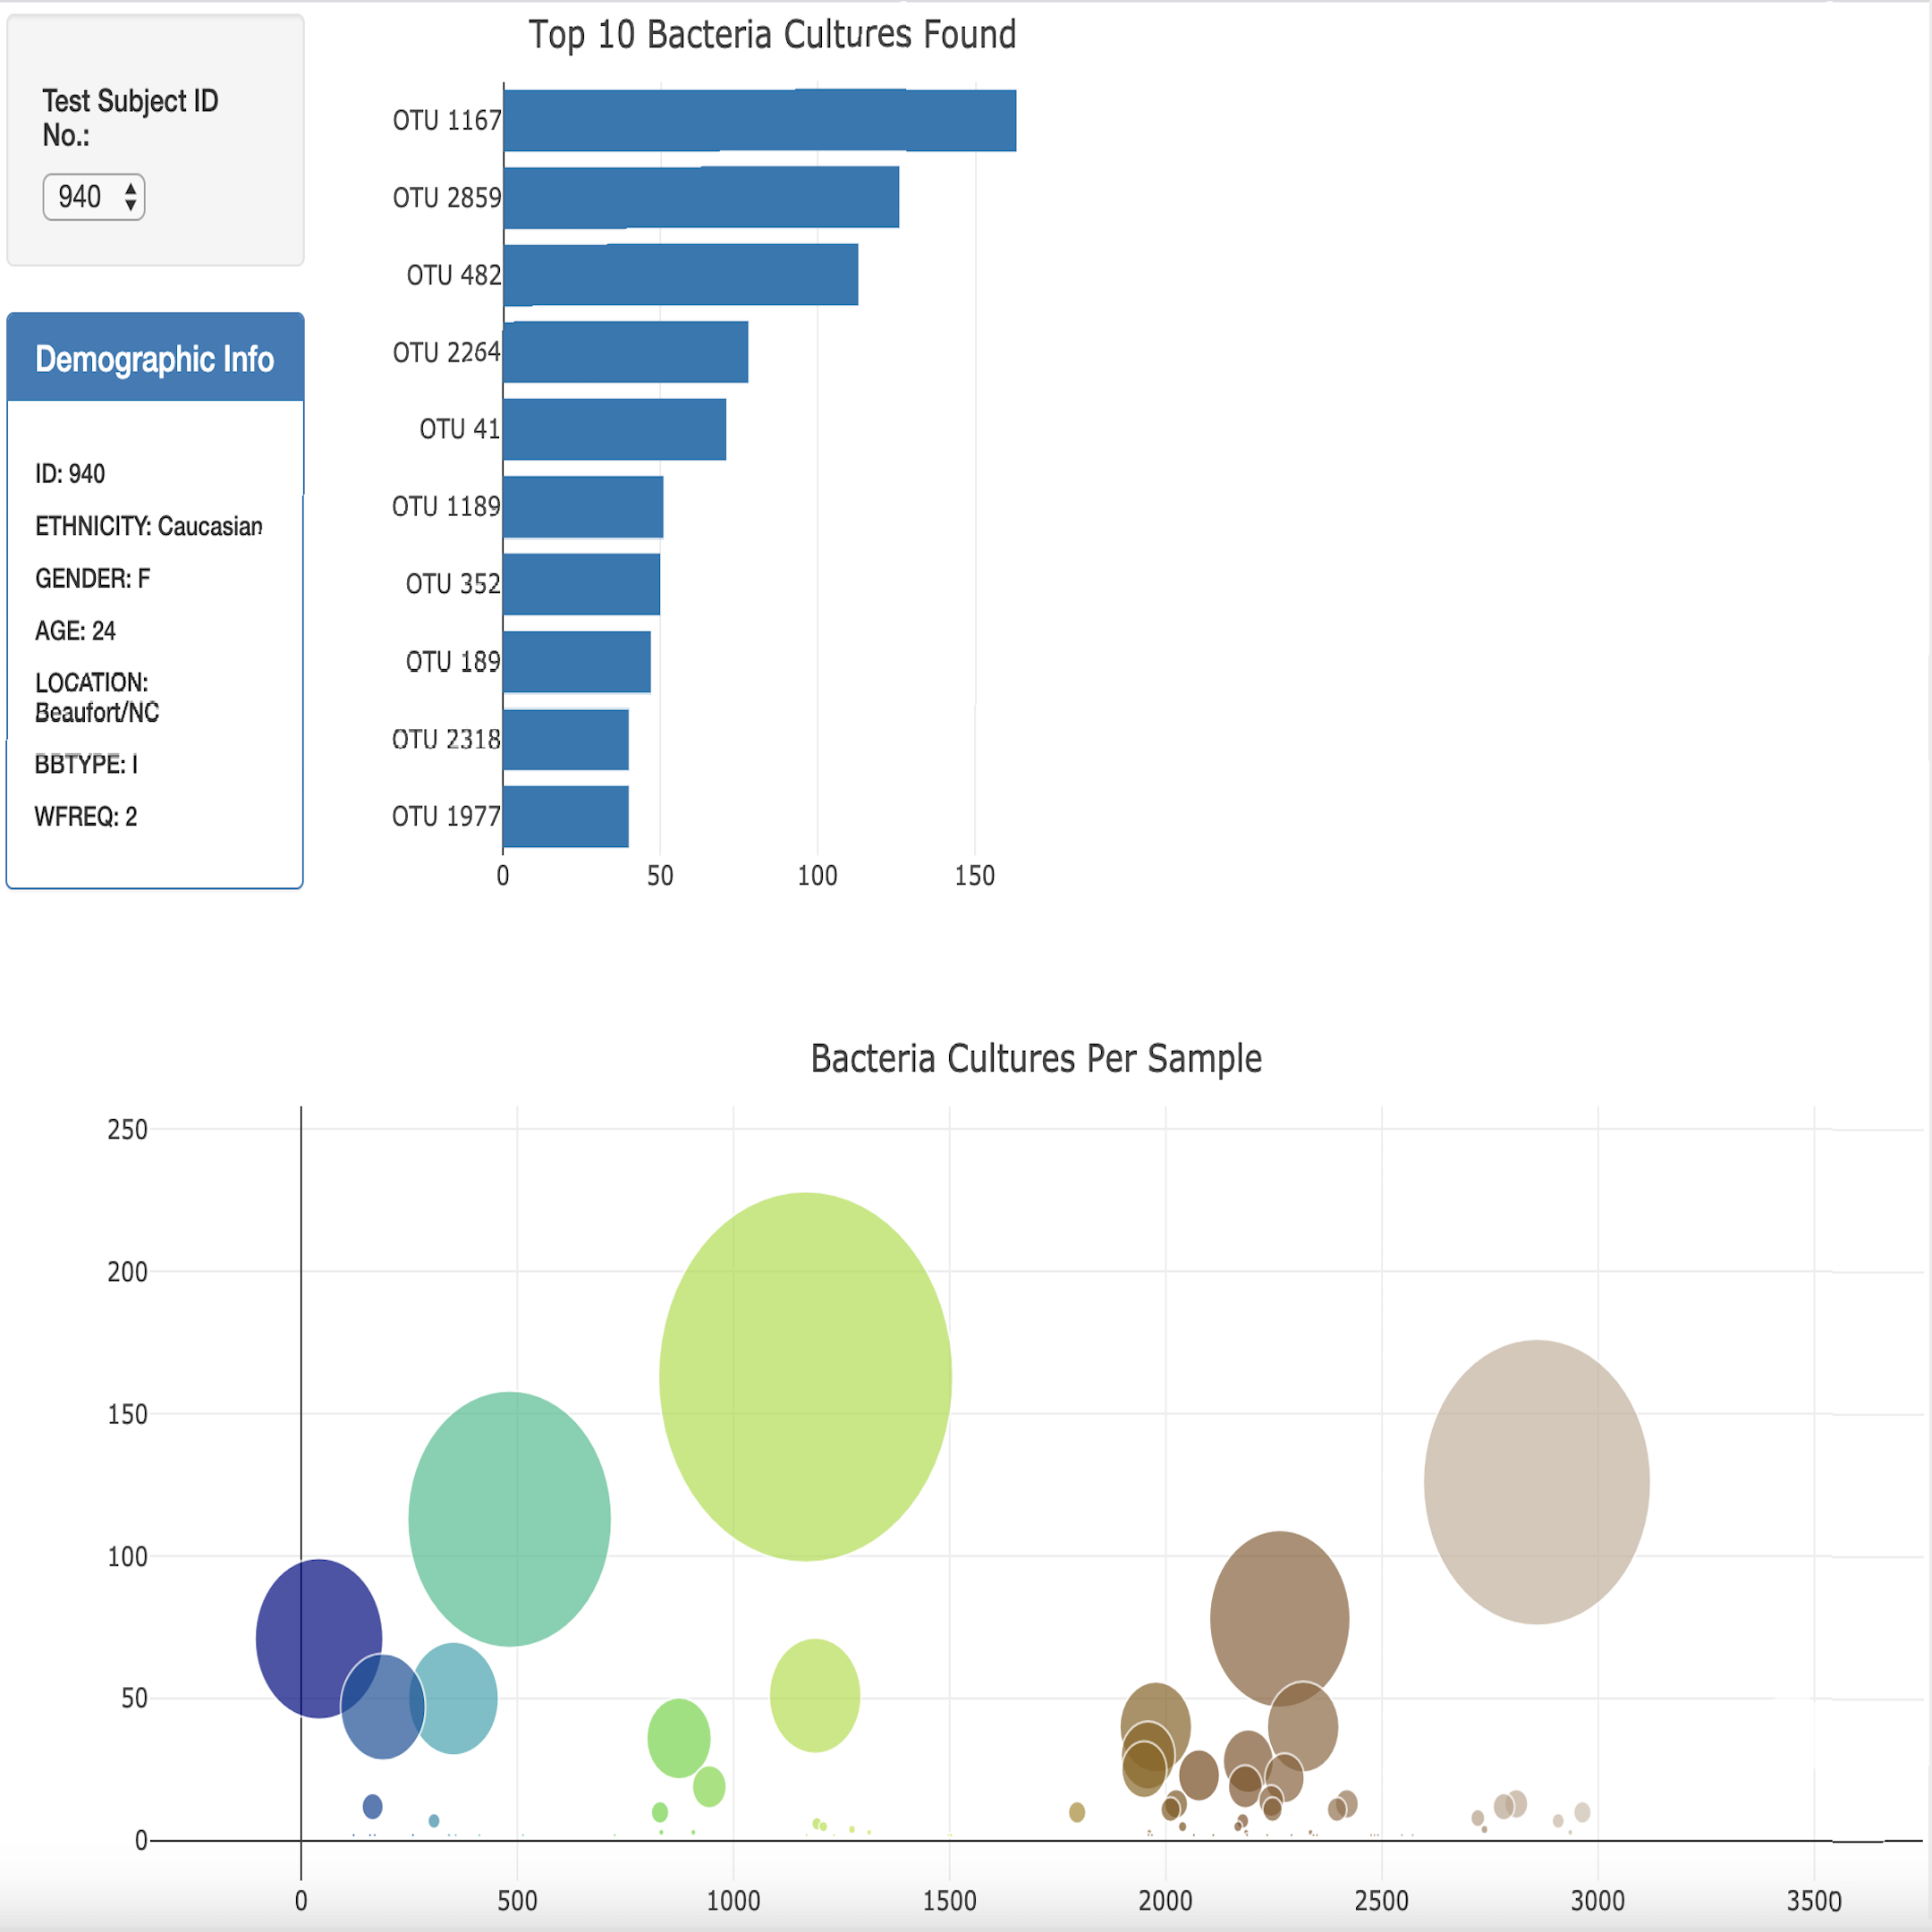 Test Subject ID
No.:
940
Demographic Info
ID: 940
ETHNICITY: Caucasian
GENDER: F
AGE: 24
LOCATION:
Beaufort/NC
BBTYPE: I
WFREQ: 2
Top 10 Bacteria Cultures Found
OTU 1167
OTU 2859
OTU 482
OTU 2264
OTU 41
OTU 1189
OTU 352
OTU 189
OTU 2318
OTU 1977
0 50 100 150
Bacteria Cultures Per Sample
250
200
150
100
50
0
0 500 1000 1500 2000 2500 3000 3500